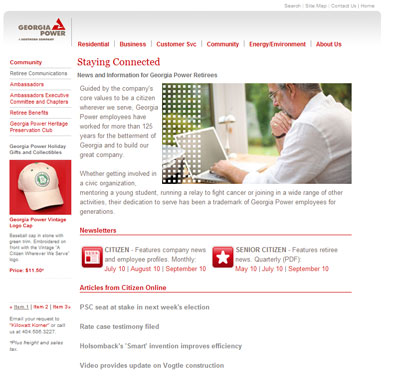 Search | Site Map | Contact Us | Home
GEORGIA
POWER
A SOUTHERN COMPANY
Residential | Business | Customer Svc | Community | Energy/Environment | About Us
Community
Retiree Communications
Ambassadors
Ambassadors Executive
Committee and Chapters
Retiree Benefits
Georgia Power Heritage
Preservation Club
Georgia Power Holiday
Gifts and Collectibles
Georgia Power Vintage
Logo Cap
Baseball cap in stone with
green trim. Embroidered on
front with the Vintage "A
Citizen Wherever We Serve"
logo.
Price: $11.50*
« Item 1 | Item 2 | Item 3»
Email your request to
"Kilowatt Korner" or call
us at 404 506 3227.
*Plus freight and sales
tax.
Staying Connected
News and Information for Georgia Power Retirees
Guided by the company's
core values to be a citizen
wherever we serve, Georgia
Power employees have
worked for more than 125
years for the betterment of
Georgia and to build our
great company.
Whether getting involved in
a civic organization,
mentoring a young student, running a relay to fight cancer or joining in a wide range of other
activities, their dedication to serve has been a trademark of Georgia Power employees for
generations.
Newsletters
CITIZEN - Features company news
and employee profiles. Monthly:
July 10 | August 10 | September 10
SENIOR CITIZEN - Features retiree
news. Quarterly (PDF):
May 10 | July 10 | September 10
Articles from Citizen Online
PSC seat at stake in next week's election
Rate case testimony filed
Holsomback's 'Smart' invention improves efficiency
Video provides update on Vogtle construction